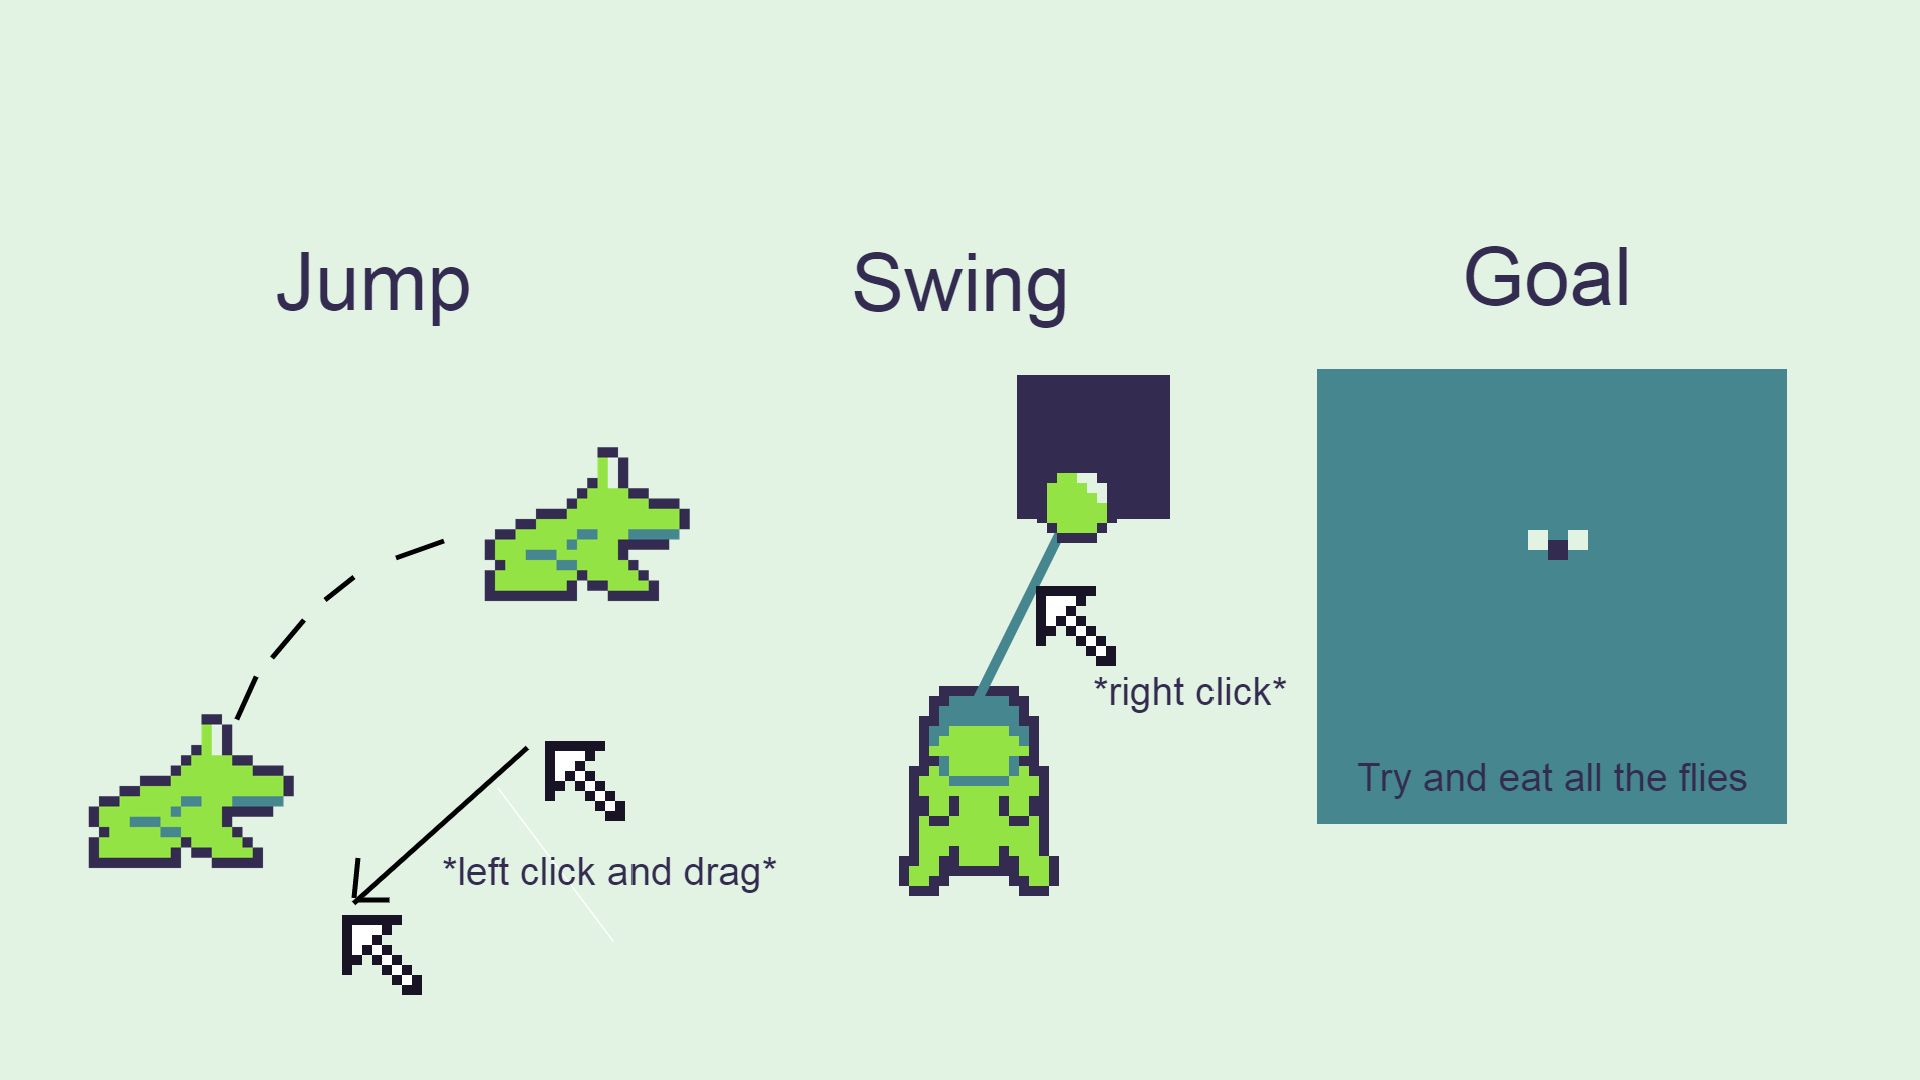 Jump
Swing
Goal
*right click*
Try and eat all the flies
*left click and drag*